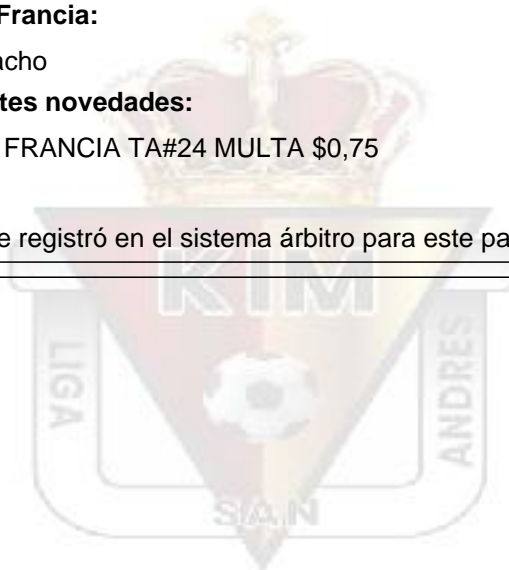 Francia:
acho
tes novedades:
FRANCIA TA#24 MULTA $0,75
e registró en el sistema árbitro para este pa
KIM
LIGA
ANDRES
SAN